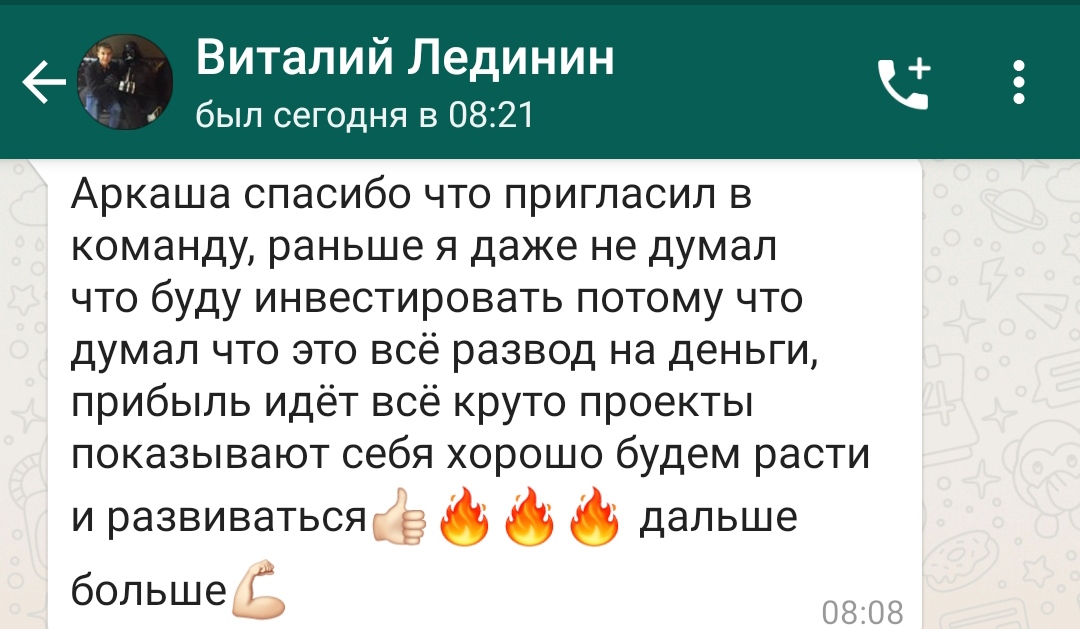 Виталий Лединин
был сегодня в 08:21
Аркаша спасибо что пригласил в
команду, раньше я даже не думал
что буду инвестировать потому что
думал что это всё развод на деньги,
прибыль идёт всё круто проекты
показывают себя хорошо будем расти
и развиваться👍🏻🔥🔥🔥 дальше
больше💪🏻
08:08